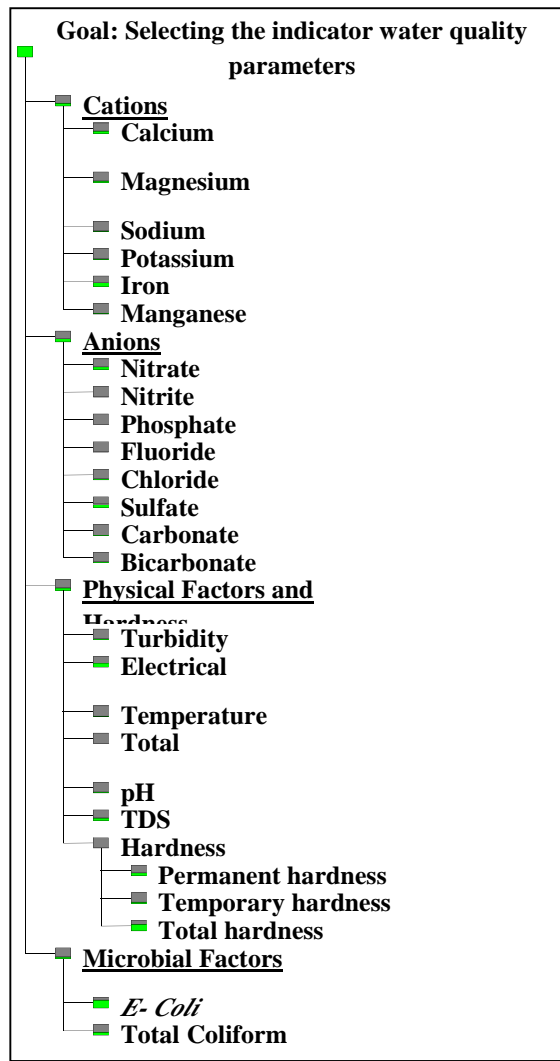 Goal: Selecting the indicator water quality
parameters
Cations
Calcium
Magnesium
Sodium
Potassium
Iron
Manganese
Anions
Nitrate
Nitrite
Phosphate
Fluoride
Chloride
Sulfate
Carbonate
Bicarbonate
Physical Factors and
Hardness
Turbidity
Electrical
Temperature
Total
pH
TDS
Hardness
Permanent hardness
Temporary hardness
Total hardness
Microbial Factors
E- Coli
Total Coliform